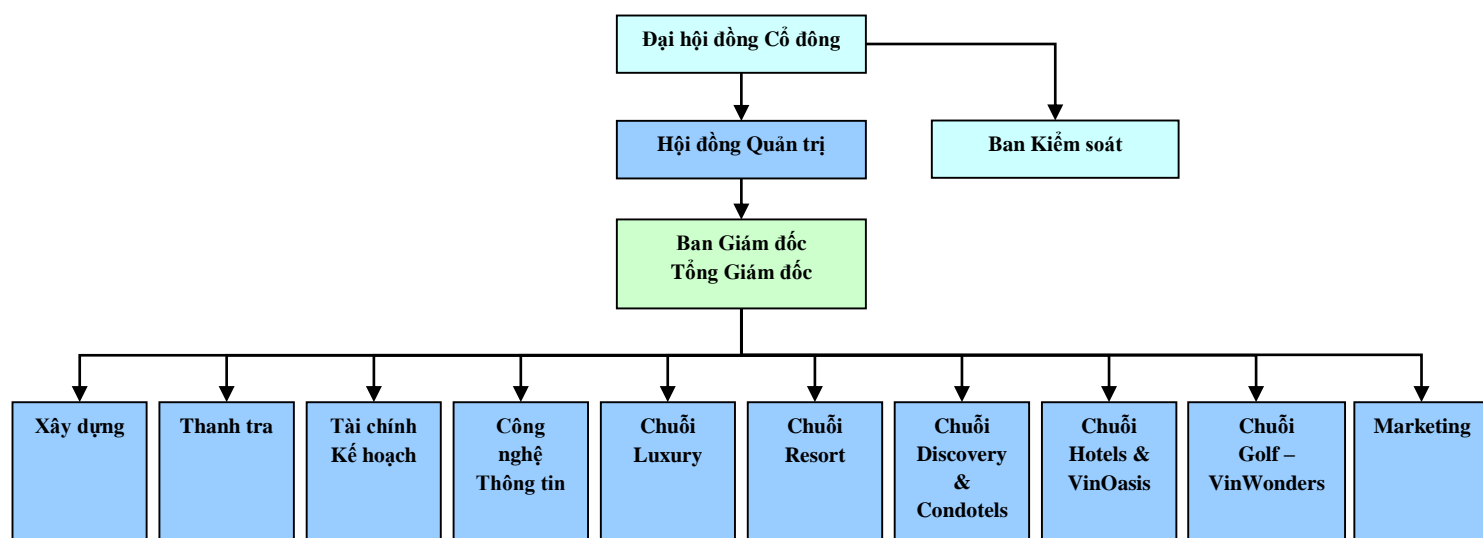 Đại hội đồng Cổ đông
Hội đồng Quản trị
Ban Kiểm soát
Ban Giám đốc
Tổng Giám đốc
Xây dựng
Thanh tra
Tài chính
Kế hoạch
Công
nghệ
Thông tin
Chuỗi
Luxury
Chuỗi
Resort
Chuỗi
Discovery
&
Condotels
Chuỗi
Hotels &
VinOasis
Chuỗi
Golf –
VinWonders
Marketing